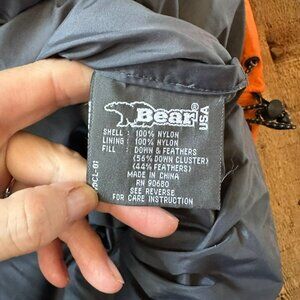 Bear®
USA
SHELL : 100% NYLON
LINING : 100% NYLON
FILL : DOWN & FEATHERS
(56% DOWN CLUSTER)
(44% FEATHERS)
MADE IN CHINA
RN 90680
SEE REVERSE
FOR CARE INSTRUCTION